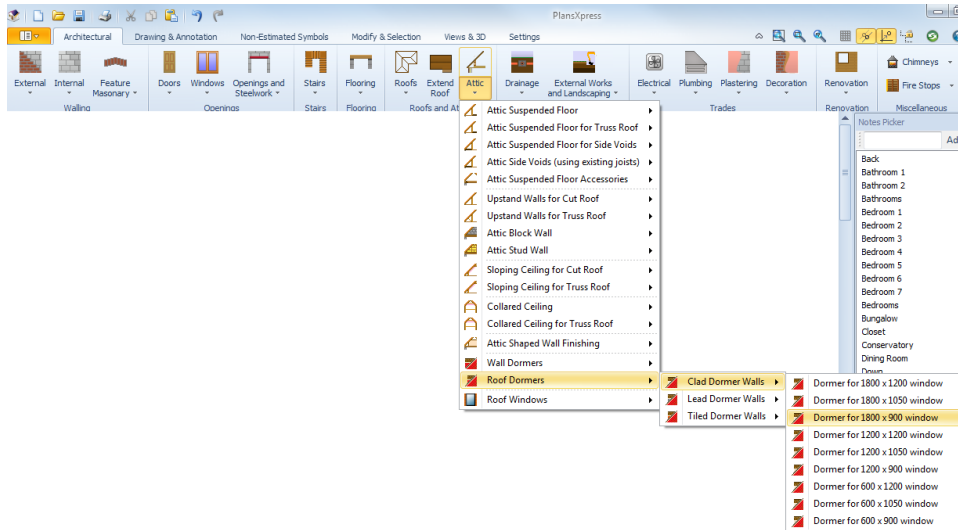 PlansXpress
Architectural
Drawing & Annotation
Non-Estimated Symbols
Modify & Selection
Views & 3D
Settings
External
Internal
Feature Masonary
Doors
Windows
Openings and Steelwork
Stairs
Flooring
Roofs
Extend Roof
Attic
Drainage
External Works and Landscaping
Electrical
Plumbing
Plastering
Decoration
Renovation
Chimneys
Fire Stops
Walling
Openings
Stairs
Flooring
Roofs and At
Trades
Renovation
Miscellaneous
Attic Suspended Floor
Attic Suspended Floor for Truss Roof
Attic Suspended Floor for Side Voids
Attic Side Voids (using existing joists)
Attic Suspended Floor Accessories
Upstand Walls for Cut Roof
Upstand Walls for Truss Roof
Attic Block Wall
Attic Stud Wall
Sloping Ceiling for Cut Roof
Sloping Ceiling for Truss Roof
Collared Ceiling
Collared Ceiling for Truss Roof
Attic Shaped Wall Finishing
Wall Dormers
Roof Dormers
Roof Windows
Clad Dormer Walls
Lead Dormer Walls
Tiled Dormer Walls
Dormer for 1800 x 1200 window
Dormer for 1800 x 1050 window
Dormer for 1800 x 900 window
Dormer for 1200 x 1200 window
Dormer for 1200 x 1050 window
Dormer for 1200 x 900 window
Dormer for 600 x 1200 window
Dormer for 600 x 1050 window
Dormer for 600 x 900 window
Notes Picker
Ad
Back
Bathroom 1
Bathroom 2
Bathrooms
Bedroom 1
Bedroom 2
Bedroom 3
Bedroom 4
Bedroom 5
Bedroom 6
Bedroom 7
Bedrooms
Bungalow
Closet
Conservatory
Dining Room
Down